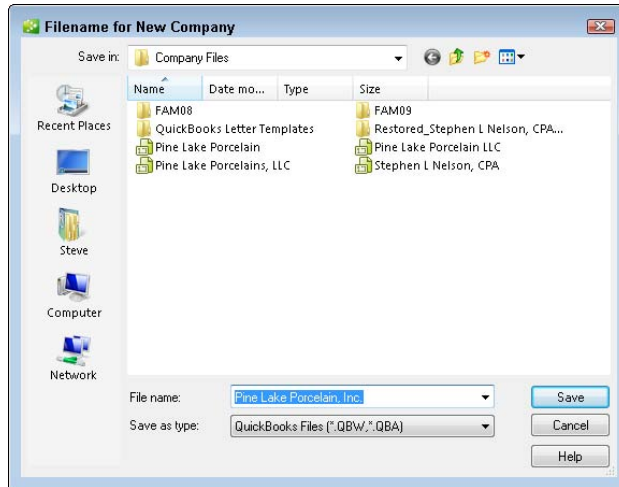 Filename for New Company
Save in: Company Files
Name Date mo... Type Size
FAM08 FAM09
QuickBooks Letter Templates Restored_Stephen L Nelson, CPA...
Pine Lake Porcelain Pine Lake Porcelain LLC
Pine Lake Porcelains, LLC Stephen L Nelson, CPA
Recent Places
Desktop
Steve
Computer
Network
File name: Pine Lake Porcelain, Inc. Save
Save as type: QuickBooks Files (*.QBW,*.QBA) Cancel
Help